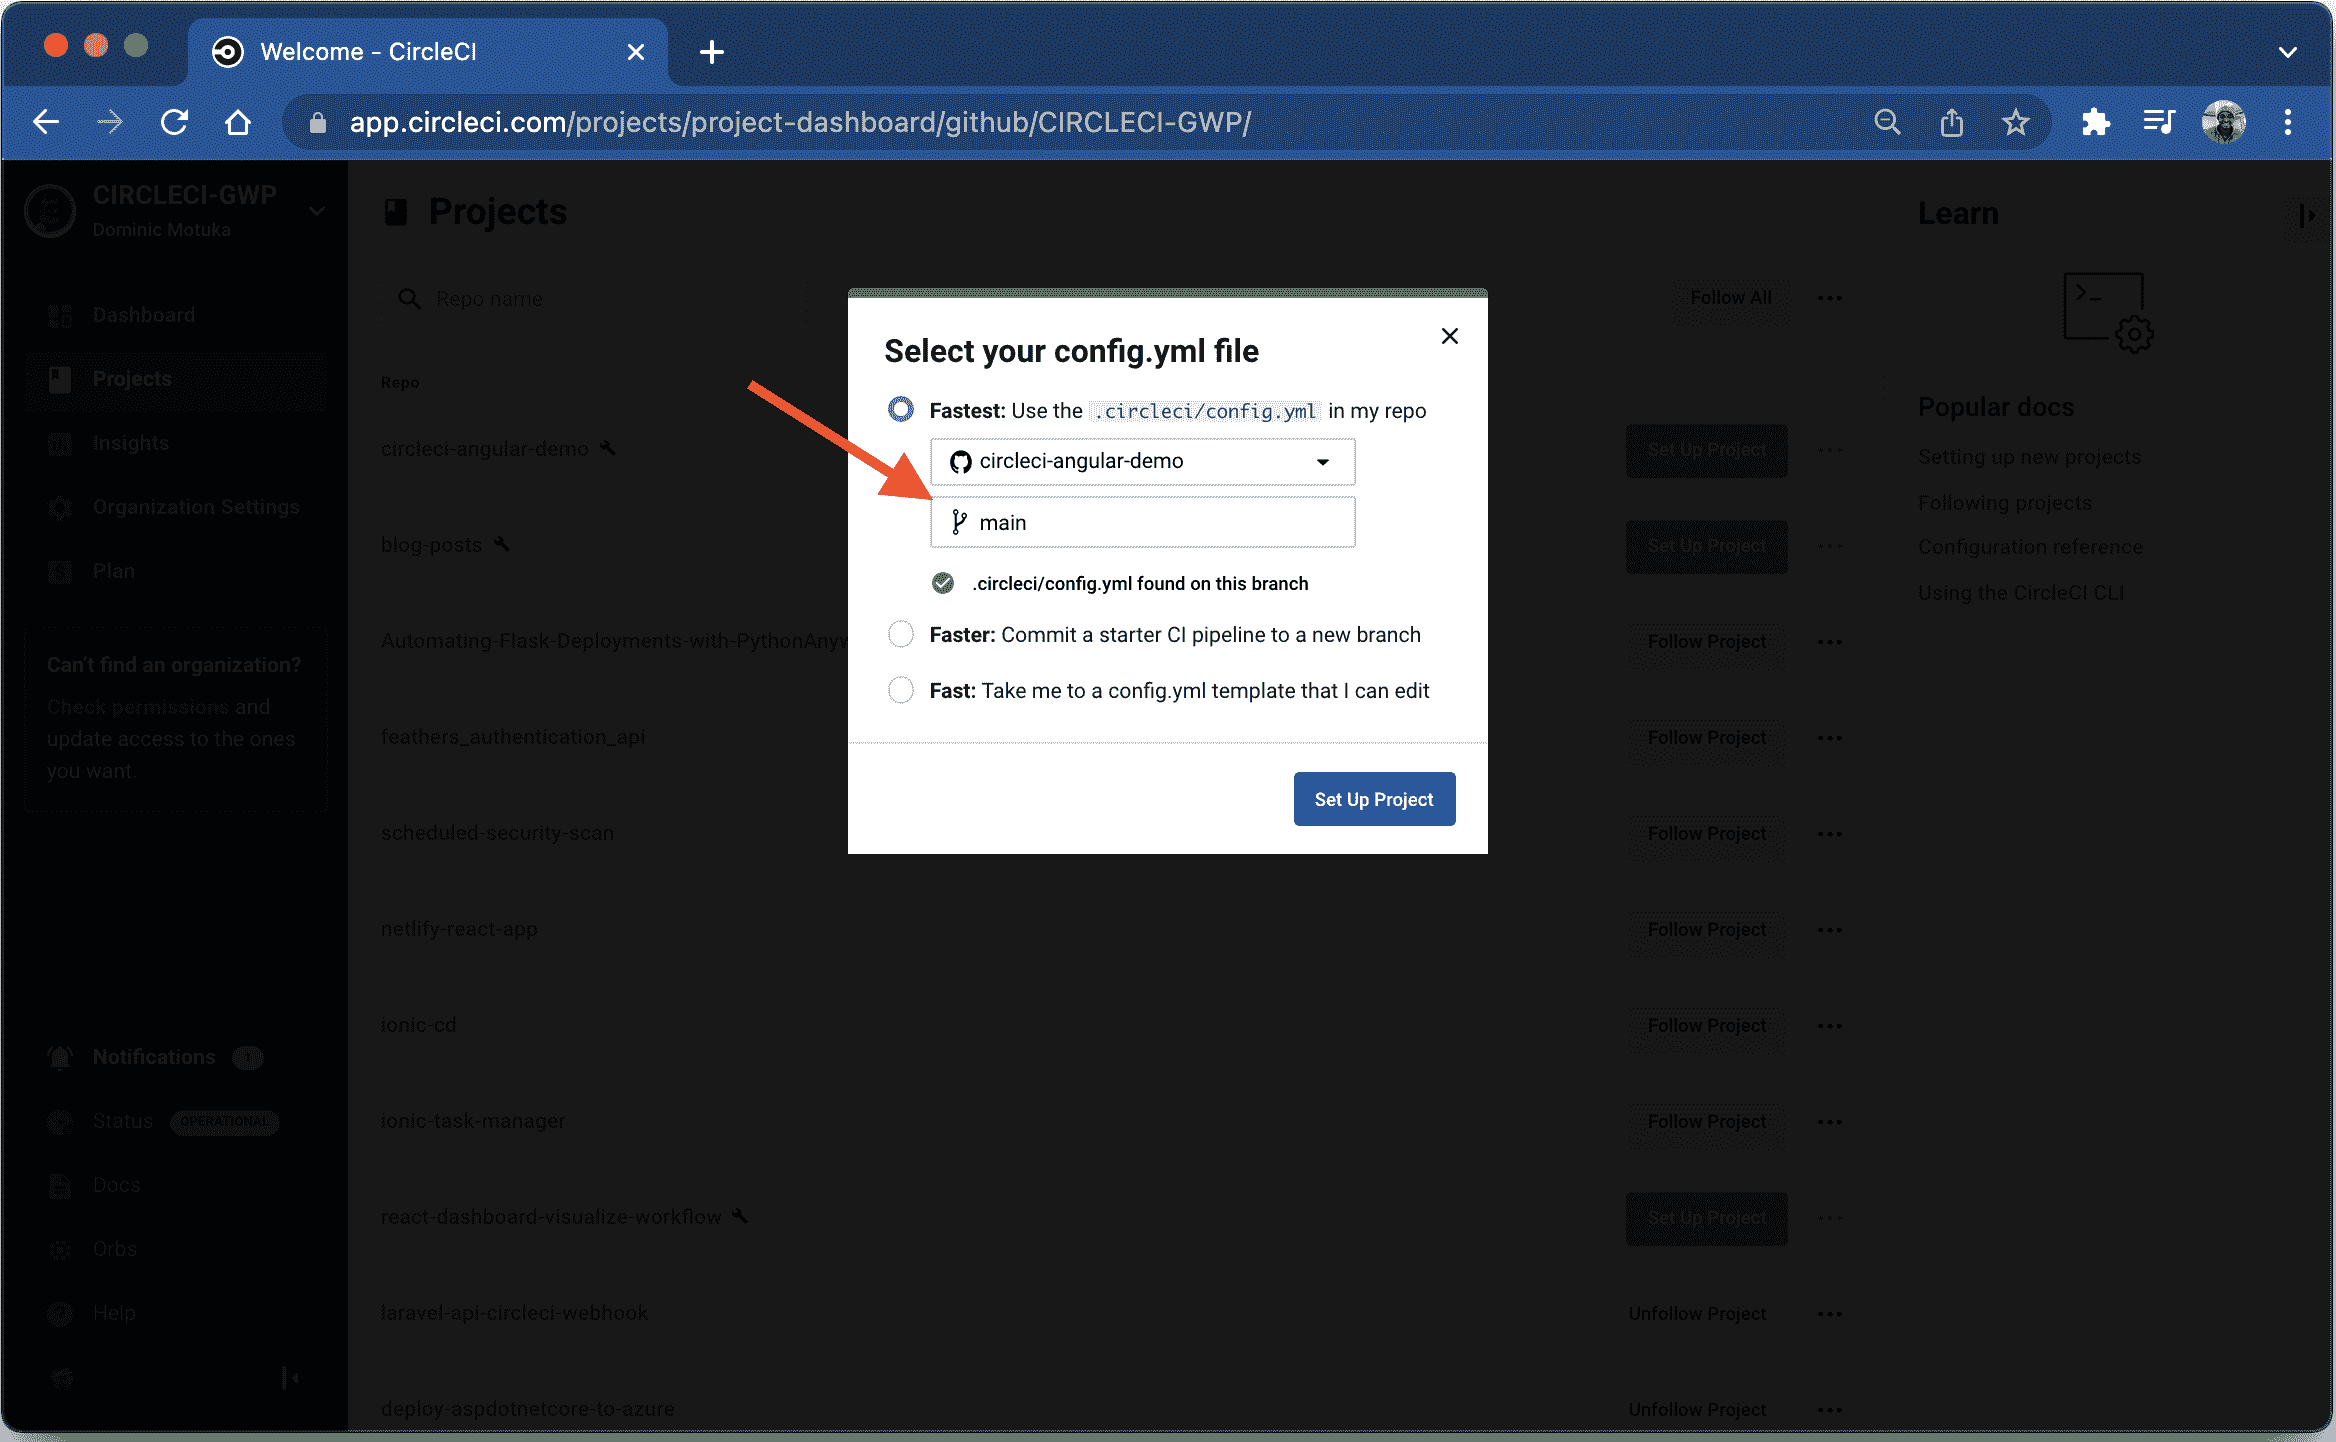 Welcome - CircleCI
app.circleci.com/projects/project-dashboard/github/CIRCLECI-GWP/
CIRCLECI-GWP
Dominic Motuka
Dashboard
Projects
Insights
Organization Settings
Plan
Can't find an organization?
Check permissions and
update access to the ones
you want.
Notifications 1
Status OPERATIONAL
Docs
Orbs
Help
Projects
Repo name
Follow All
Repo
circleci-angular-demo
Set Up Project
blog-posts
Set Up Project
Automating-Flask-Deployments-with-PythonAnyw
Follow Project
feathers_authentication_api
Follow Project
scheduled-security-scan
Follow Project
netlify-react-app
Follow Project
ionic-cd
Follow Project
ionic-task-manager
Follow Project
react-dashboard-visualize-workflow
Set Up Project
laravel-api-circleci-webhook
Unfollow Project
deploy-aspdotnetcore-to-azure
Unfollow Project
Select your config.yml file
Fastest: Use the .circleci/config.yml in my repo
circleci-angular-demo
main
.circleci/config.yml found on this branch
Faster: Commit a starter CI pipeline to a new branch
Fast: Take me to a config.yml template that I can edit
Set Up Project
Learn
Popular docs
Setting up new projects
Following projects
Configuration reference
Using the CircleCI CLI